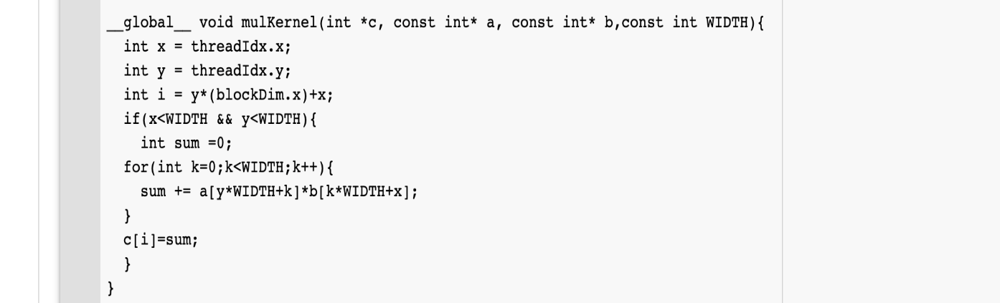 __global__ void mulKernel(int *c, const int* a, const int* b,const int WIDTH){
int x = threadIdx.x;
int y = threadIdx.y;
int i = y*(blockDim.x)+x;
if(x<WIDTH && y<WIDTH){
int sum =0;
for(int k=0;k<WIDTH;k++){
sum += a[y*WIDTH+k]*b[k*WIDTH+x];
}
c[i]=sum;
}
}